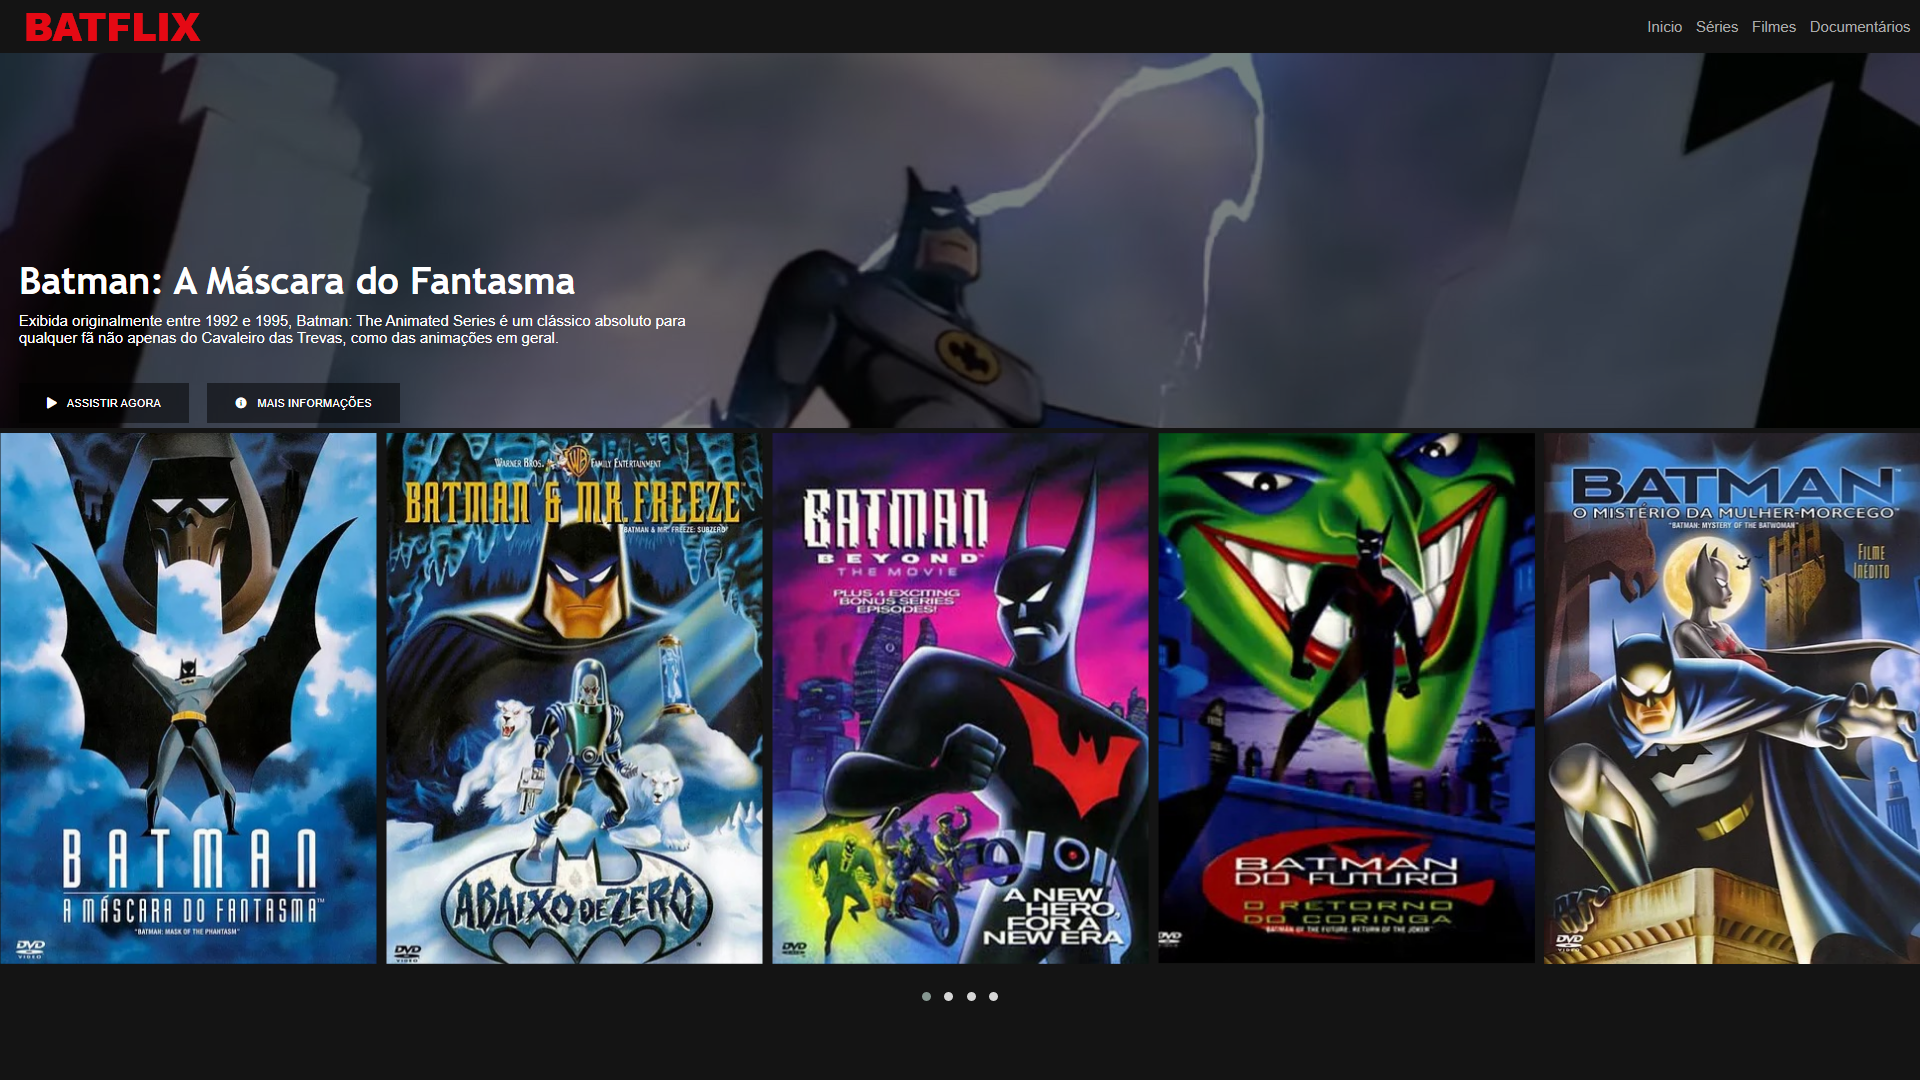 BATFLIX
Inicio Séries Filmes Documentários
Batman: A Máscara do Fantasma
Exibida originalmente entre 1992 e 1995, Batman: The Animated Series é um clássico absoluto para
qualquer fã não apenas do Cavaleiro das Trevas, como das animações em geral.
ASSISTIR AGORA
MAIS INFORMAÇÕES
BATMAN
A MÁSCARA DO FANTASMA™
"BATMAN: MASK OF THE PHANTASM"
DVD
VIDEO
WARNER BROS. WB FAMILY ENTERTAINMENT
BATMAN & MR. FREEZE
"BATMAN & MR. FREEZE: SUBZERO"
ABAIXO DE ZERO
DVD
VIDEO
BATMAN
BEYOND™
THE MOVIE
PLUS 4 EXCITING
BONUS SERIES
EPISODES!
A NEW
HERO,
FOR A
NEW ERA
DVD
BATMAN
DO FUTURO
O RETORNO
DO CORINGA
"BATMAN OF THE FUTURE: RETURN OF THE JOKER"
DVD
BATMAN™
O MISTÉRIO DA MULHER-MORCEGO™
"BATMAN: MYSTERY OF THE BATWOMAN"
FILME
INÉDITO
DVD
VIDEO